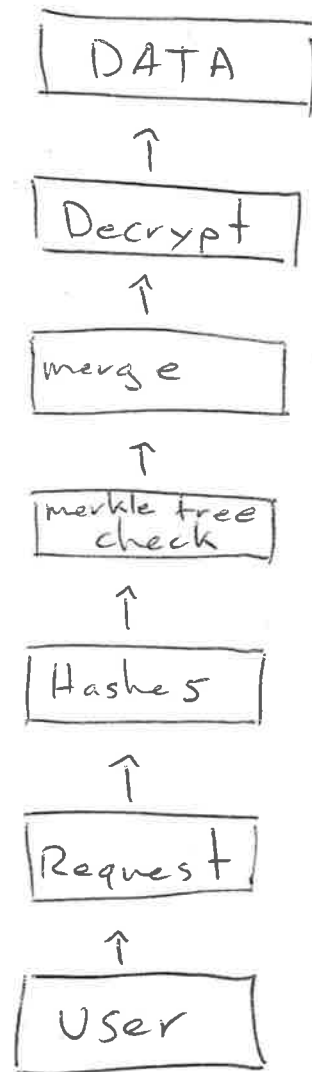 DATA
Decrypt
merge
merkle tree
check
Hashes
Request
User